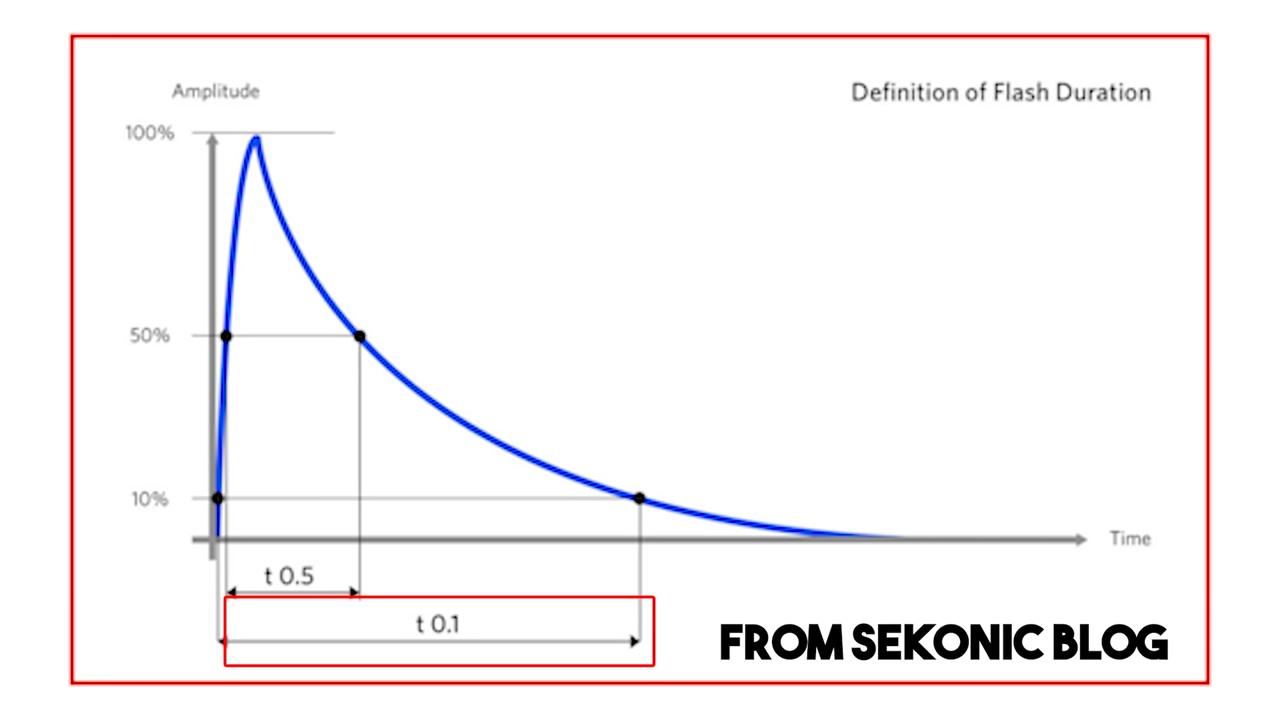 Amplitude
Definition of Flash Duration
100%
50%
10%
Time
t 0.5
t 0.1
FROM SEKONIC BLOG